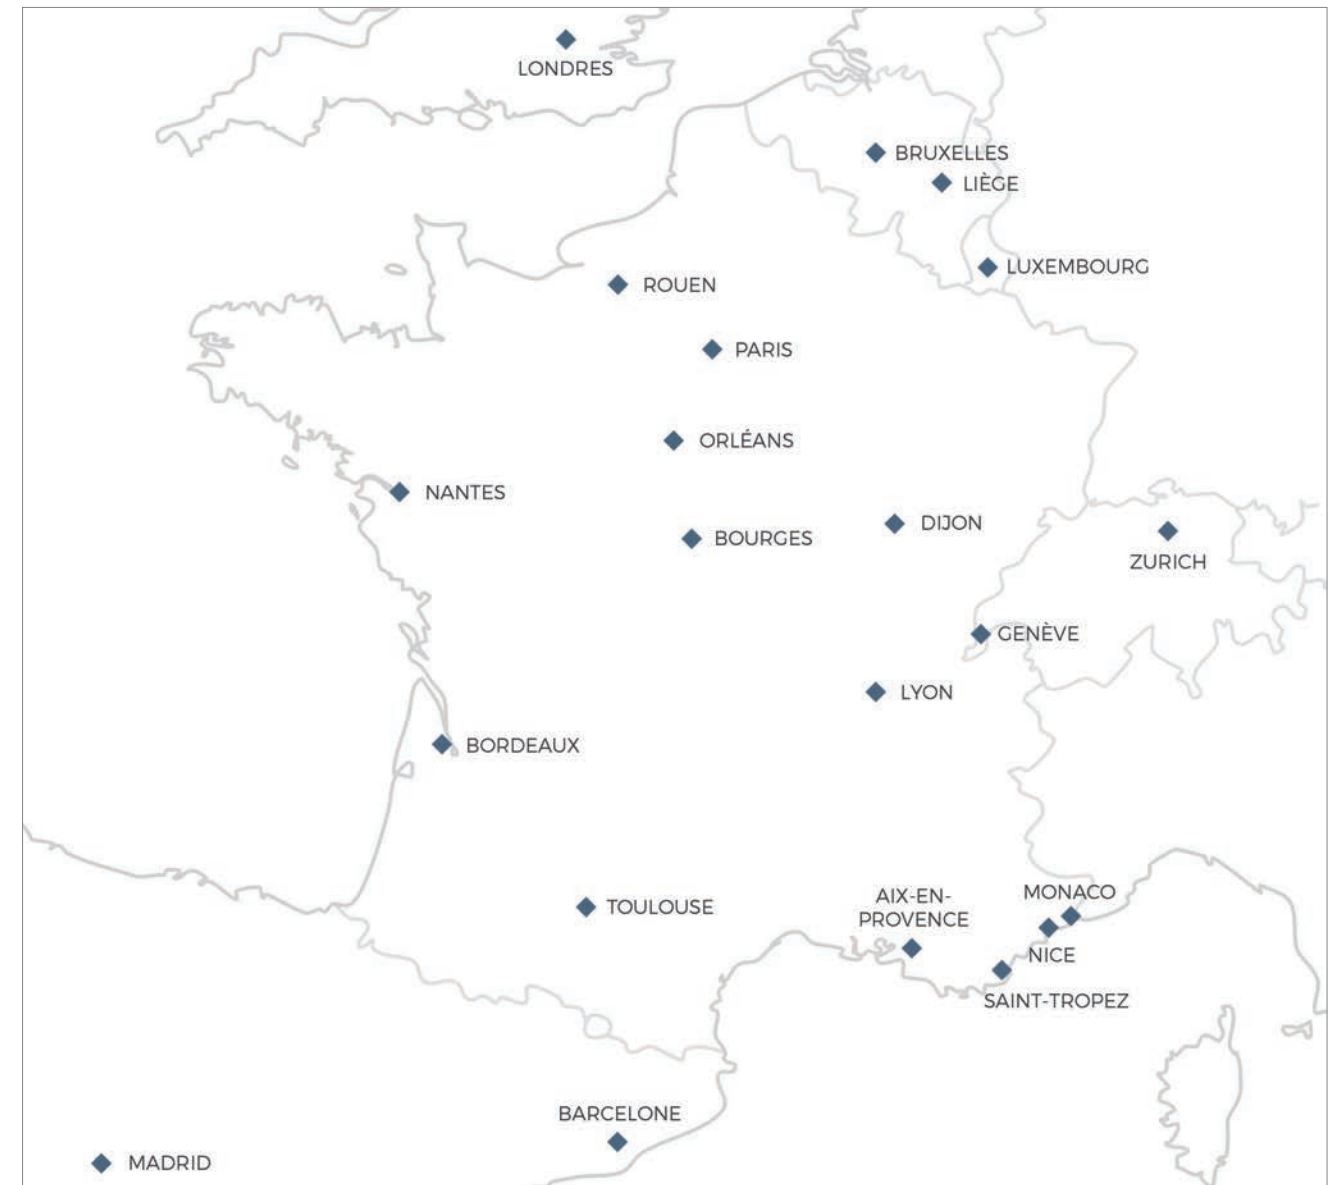 LONDRES
BRUXELLES
LIÈGE
LUXEMBOURG
ROUEN
PARIS
ORLÉANS
NANTES
DIJON
BOURGES
ZURICH
GENÈVE
LYON
BORDEAUX
MONACO
AIX-EN-
PROVENCE
TOULOUSE
NICE
SAINT-TROPEZ
BARCELONE
MADRID